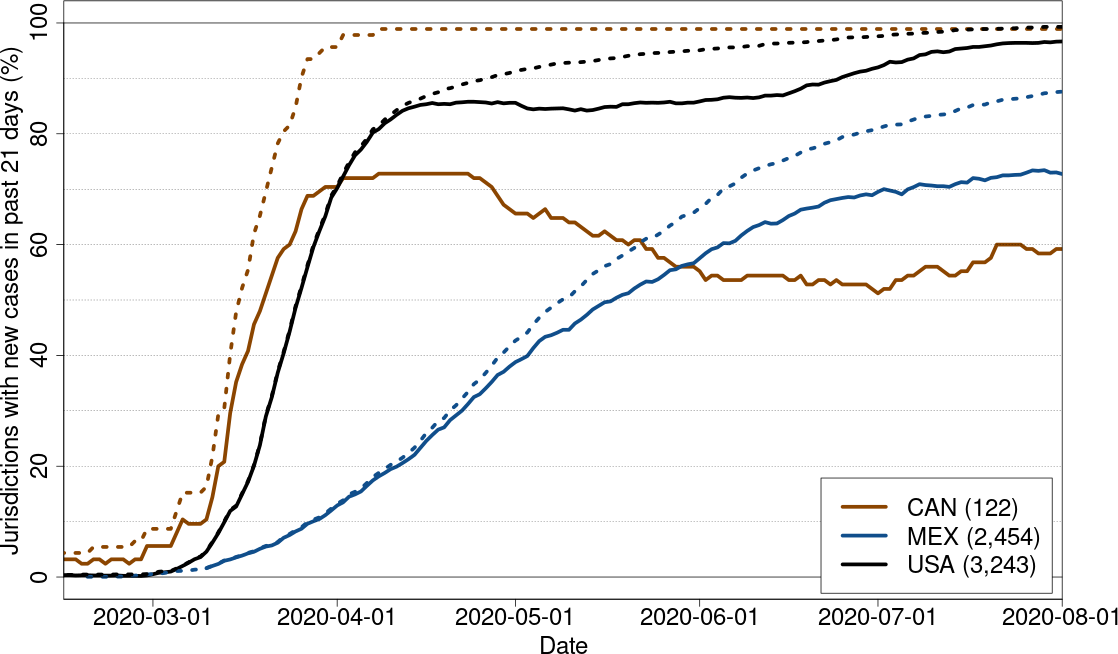 Jurisdictions with new cases in past 21 days (%)
100
80
60
40
20
0
CAN (122)
MEX (2,454)
USA (3,243)
2020-03-01 2020-04-01 2020-05-01 2020-06-01 2020-07-01 2020-08-01
Date